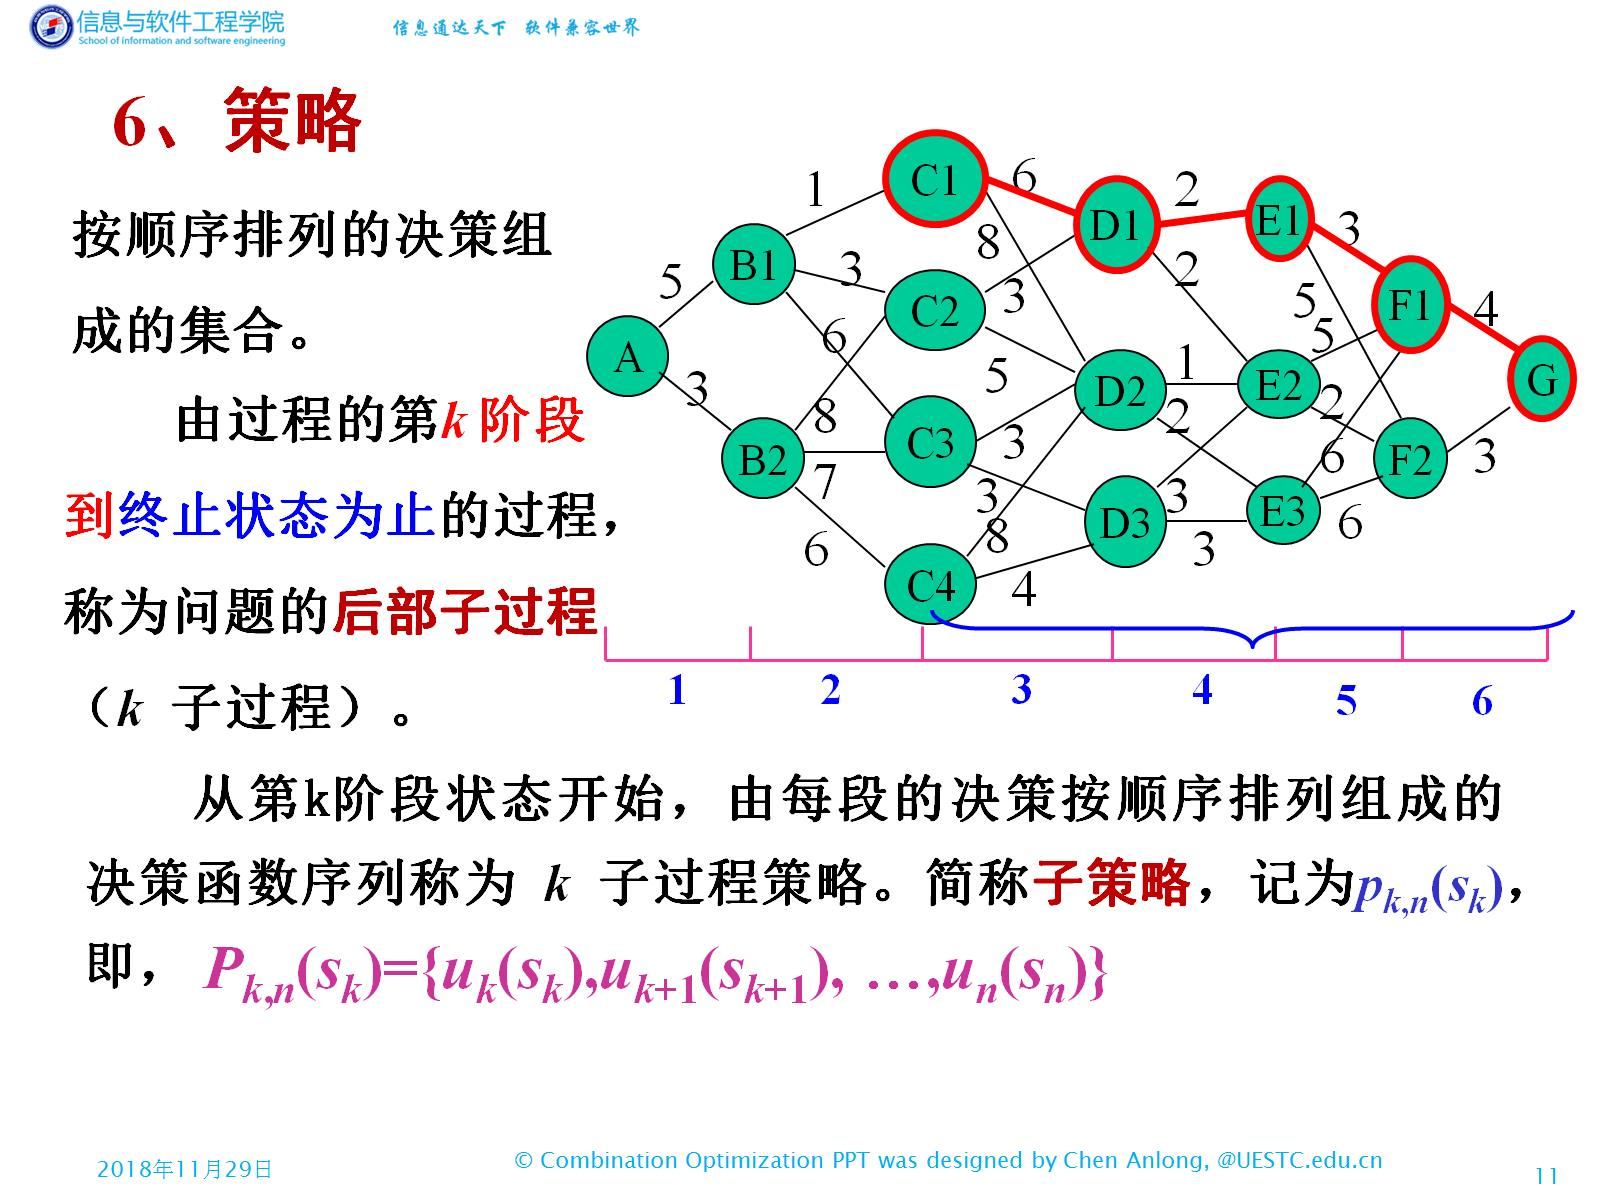 信息与软件工程学院
School of information and software engineering
信息通达天下 软件兼容世界
6、策略
按顺序排列的决策组
成的集合。
由过程的第k 阶段
到终止状态为止的过程,
称为问题的后部子过程
（k 子过程）。
A
B1
B2
C1
C2
C3
C4
D1
D2
D3
E1
E2
E3
F1
F2
G
5
3
1
3
6
8
7
6
6
8
3
5
3
3
8
4
2
2
1
2
3
3
3
5
5
2
6
6
4
3
1
2
3
4
5
6
从第k阶段状态开始，由每段的决策按顺序排列组成的
决策函数序列称为 k 子过程策略。简称子策略，记为pk,n(sk)，
即， Pk,n(sk)={uk(sk),uk+1(sk+1), …,un(sn)}
2018年11月29日
© Combination Optimization PPT was designed by Chen Anlong, @UESTC.edu.cn
11